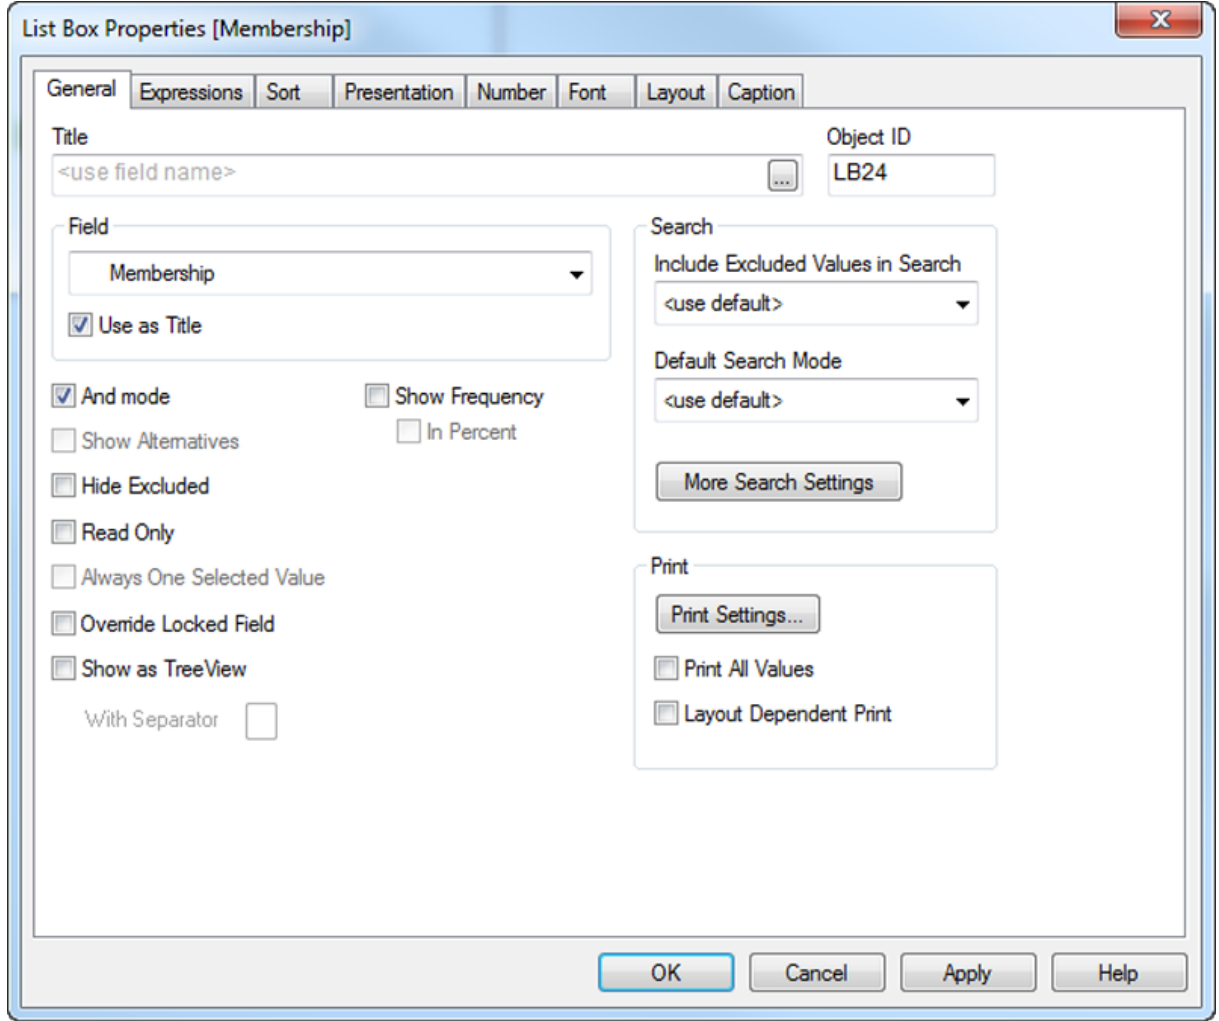 List Box Properties [Membership]
X
General Expressions Sort Presentation Number Font Layout Caption
Title
Object ID
<use field name>
...
LB24
Field
Membership
Use as Title
And mode
Show Frequency
In Percent
Show Alternatives
Hide Excluded
Read Only
Always One Selected Value
Override Locked Field
Show as TreeView
With Separator
Search
Include Excluded Values in Search
<use default>
Default Search Mode
<use default>
More Search Settings
Print
Print Settings...
Print All Values
Layout Dependent Print
OK Cancel Apply Help